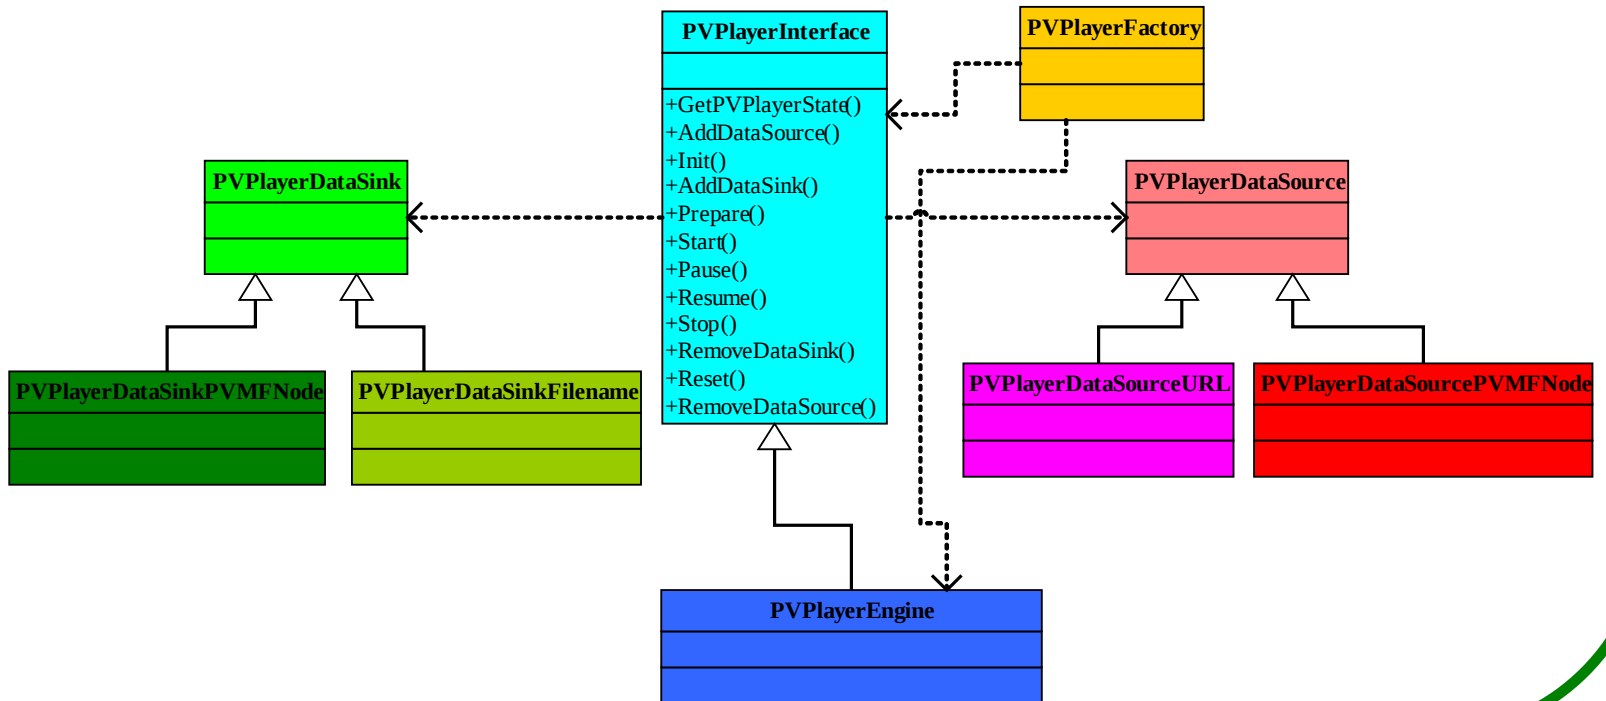 PVPlayerInterface
+GetPVPlayerState()
+AddDataSource()
+Init()
+AddDataSink()
+Prepare()
+Start()
+Pause()
+Resume()
+Stop()
+RemoveDataSink()
+Reset()
+RemoveDataSource()
PVPlayerFactory
PVPlayerDataSink
PVPlayerDataSource
PVPlayerDataSinkPVMFNode
PVPlayerDataSinkFilename
PVPlayerDataSourceURL
PVPlayerDataSourcePVMFNode
PVPlayerEngine